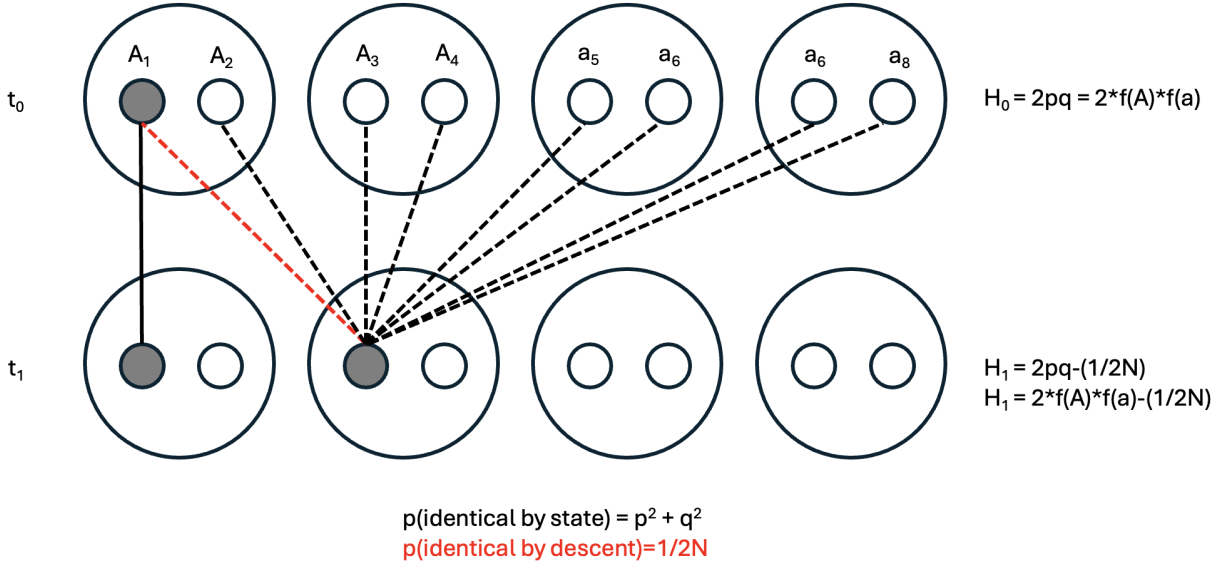 A₁ A₂ A₃ A₄ a₅ a₆ a₆ a₈
t₀ H₀ = 2pq = 2*f(A)*f(a)
t₁ H₁ = 2pq-(1/2N)
H₁ = 2*f(A)*f(a)-(1/2N)
p(identical by state) = p² + q²
p(identical by descent)=1/2N